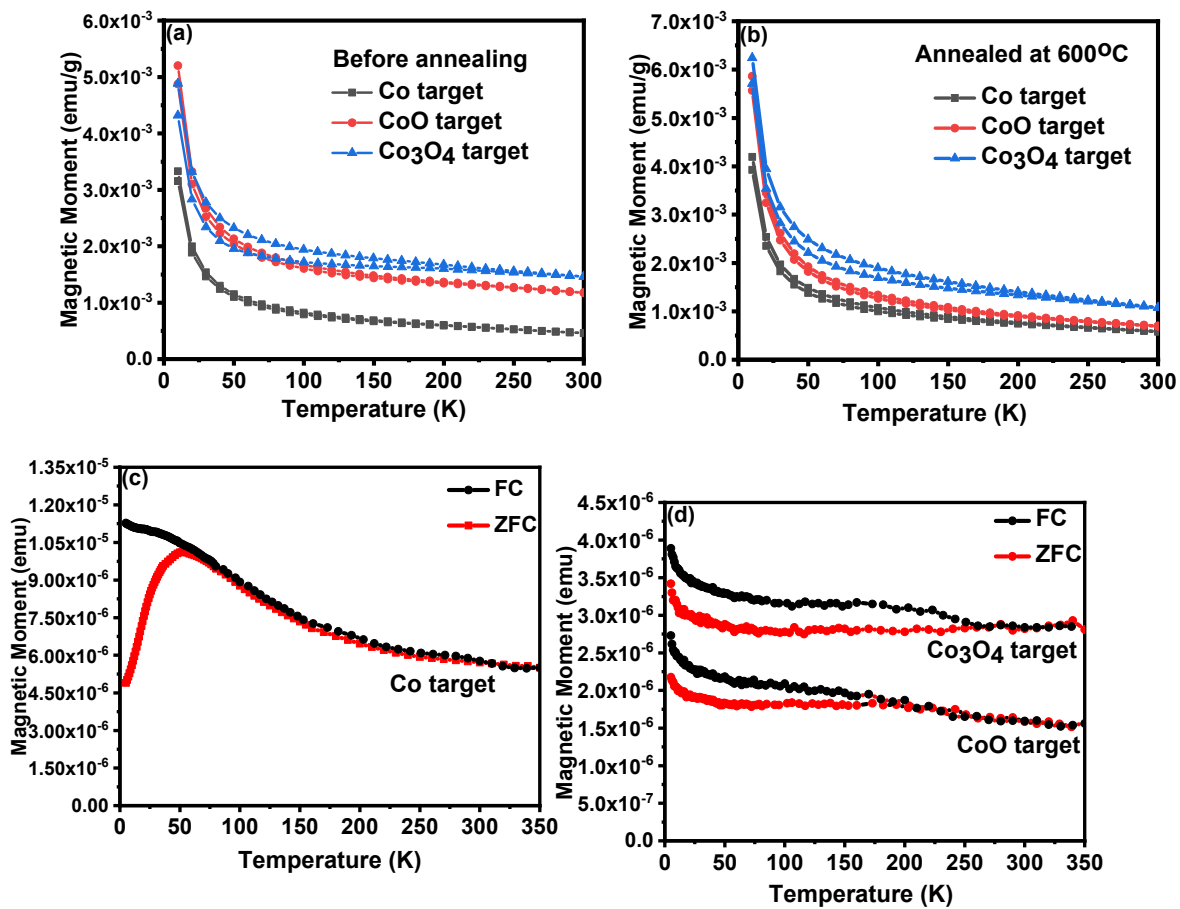 (a)
Before annealing
Co target
CoO target
Co3O4 target
Magnetic Moment (emu/g)
6.0x10-3
5.0x10-3
4.0x10-3
3.0x10-3
2.0x10-3
1.0x10-3
0.0
0 50 100 150 200 250 300
Temperature (K)
(b)
Annealed at 600oC
Co target
CoO target
Co3O4 target
Magnetic Moment (emu/g)
7.0x10-3
6.0x10-3
5.0x10-3
4.0x10-3
3.0x10-3
2.0x10-3
1.0x10-3
0.0
0 50 100 150 200 250 300
Temperature (K)
(c)
FC
ZFC
Co target
Magnetic Moment (emu)
1.35x10-5
1.20x10-5
1.05x10-5
9.00x10-6
7.50x10-6
6.00x10-6
4.50x10-6
3.00x10-6
1.50x10-6
0.00
0 50 100 150 200 250 300 350
Temperature (K)
(d)
FC
ZFC
Co3O4 target
CoO target
Magnetic Moment (emu)
4.5x10-6
4.0x10-6
3.5x10-6
3.0x10-6
2.5x10-6
2.0x10-6
1.5x10-6
1.0x10-6
5.0x10-7
0.0
0 50 100 150 200 250 300 350
Temperature (K)